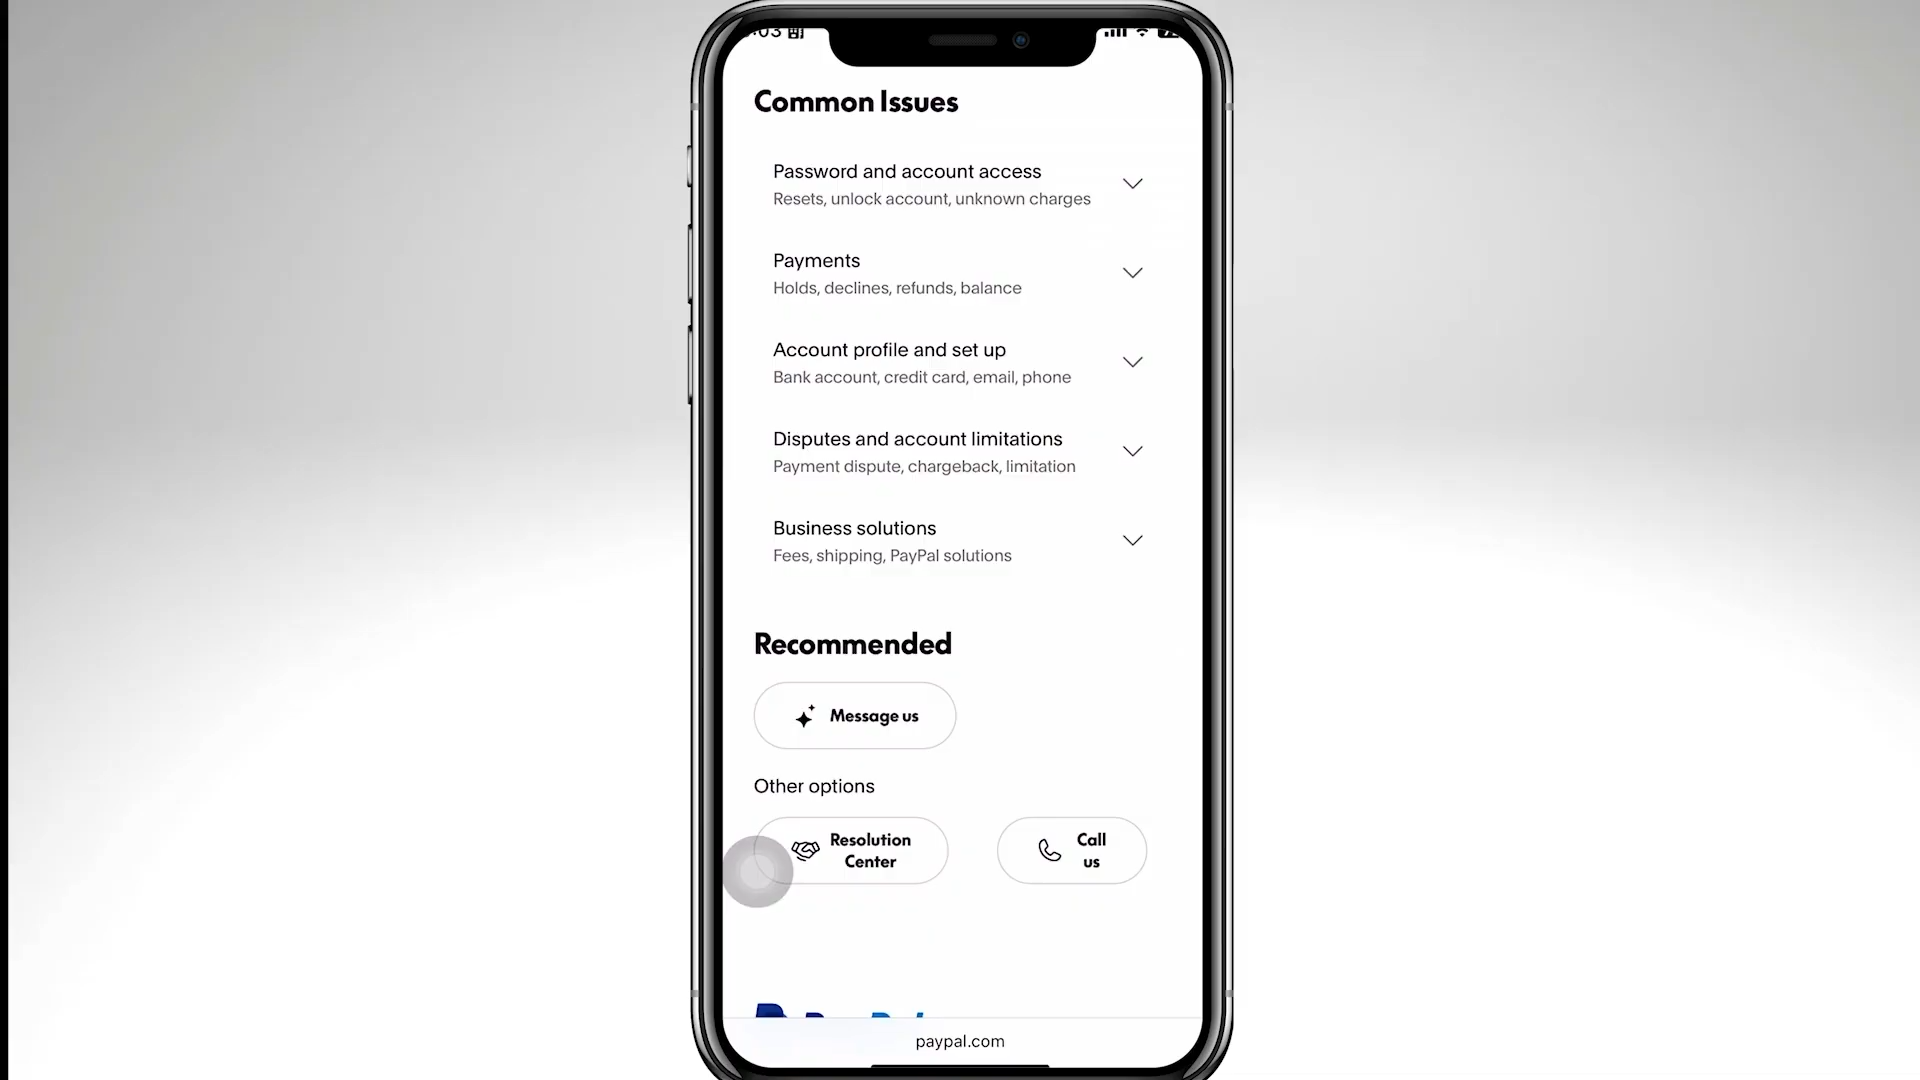 Common Issues
Password and account access
Resets, unlock account, unknown charges
Payments
Holds, declines, refunds, balance
Account profile and set up
Bank account, credit card, email, phone
Disputes and account limitations
Payment dispute, chargeback, limitation
Business solutions
Fees, shipping, PayPal solutions
Recommended
Message us
Other options
Resolution
Center
Call
us
paypal.com